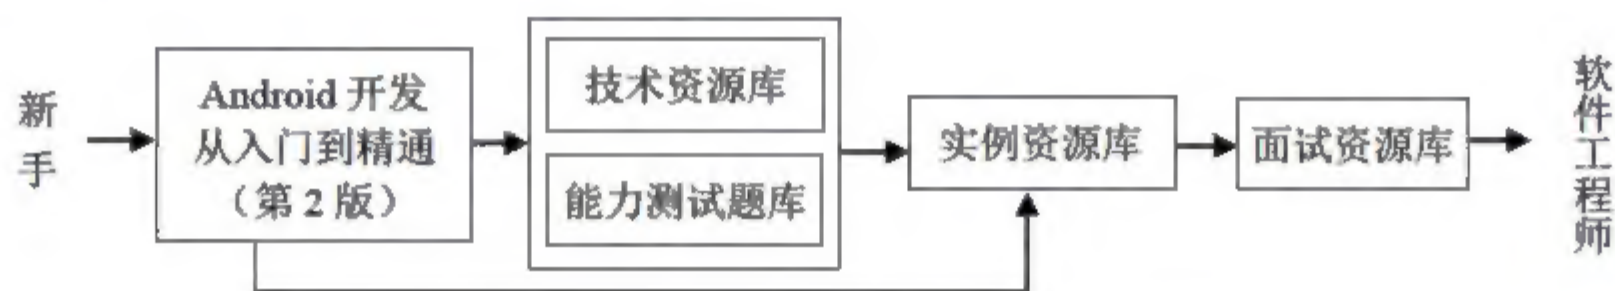 新手
Android 开发
从入门到精通
（第 2 版）
技术资源库
能力测试题库
实例资源库
面试资源库
软件工程师